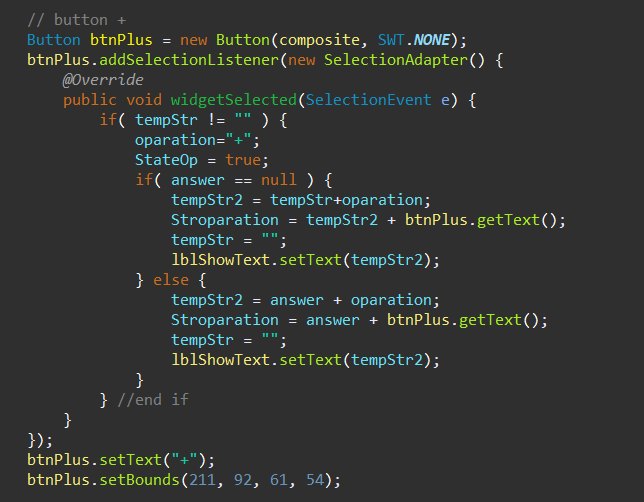 // button +
Button btnPlus = new Button(composite, SWT.NONE);
btnPlus.addSelectionListener(new SelectionAdapter() {
    @Override
    public void widgetSelected(SelectionEvent e) {
        if( tempStr != "" ) {
            oparation="+";
            StateOp = true;
            if( answer == null ) {
                tempStr2 = tempStr+oparation;
                Stroparation = tempStr2 + btnPlus.getText();
                tempStr = "";
                lblShowText.setText(tempStr2);
            } else {
                tempStr2 = answer + oparation;
                Stroparation = answer + btnPlus.getText();
                tempStr = "";
                lblShowText.setText(tempStr2);
            }
        } //end if
    }
});
btnPlus.setText("+");
btnPlus.setBounds(211, 92, 61, 54);